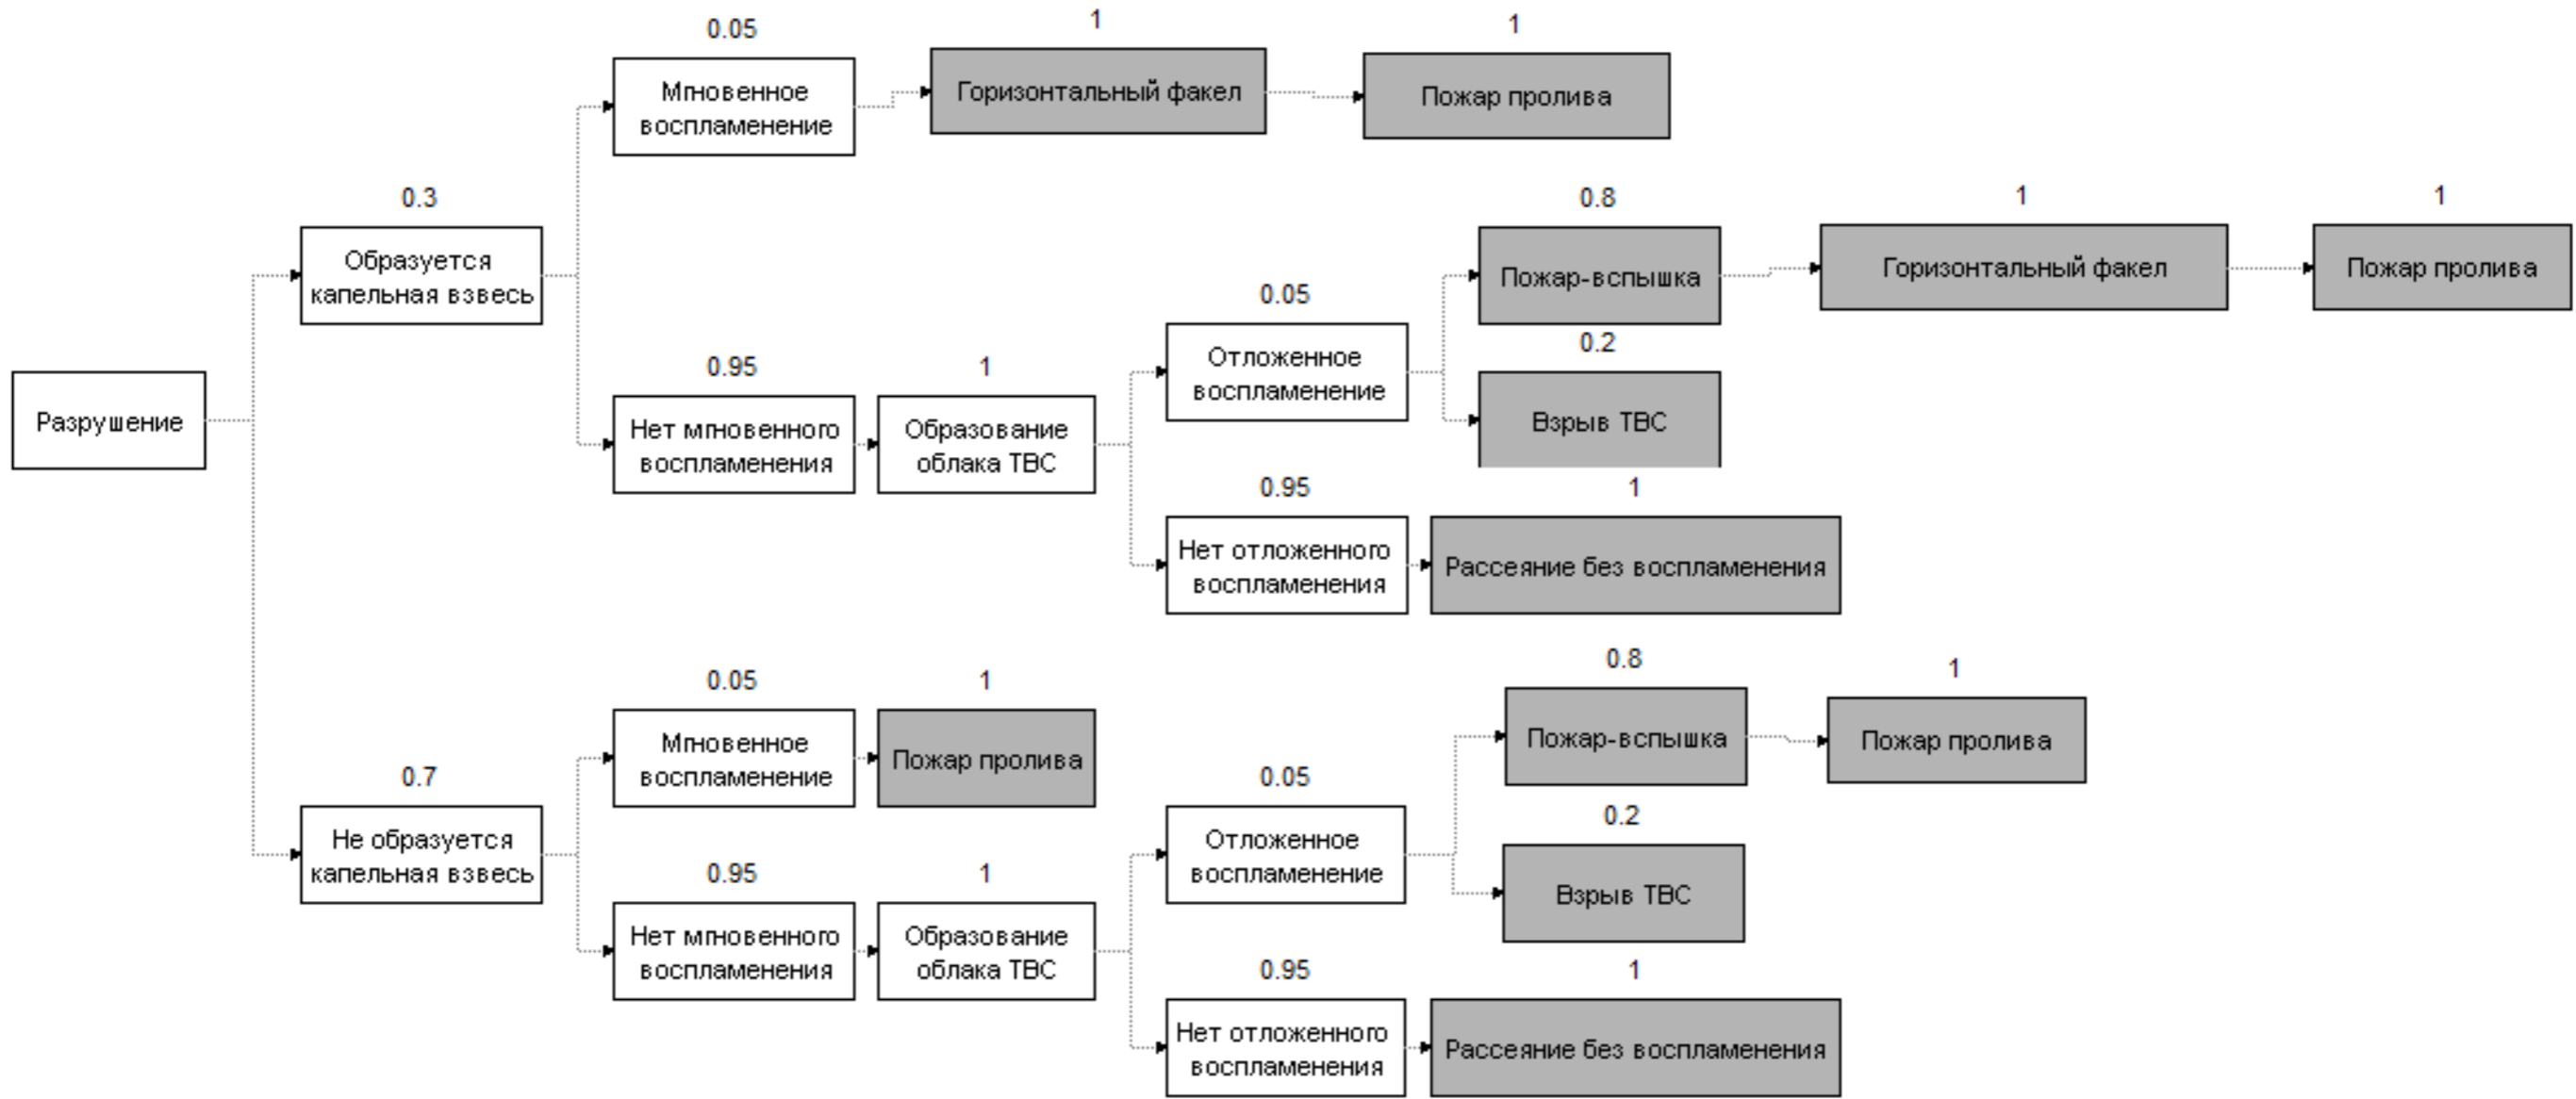 0.05
1
1
Мгновенное
воспламенение
Горизонтальный факел
Пожар пролива
0.3
0.8
1
1
Образуется
капельная взвесь
Пожар-вспышка
Горизонтальный факел
Пожар пролива
0.05
0.2
Отложенное
воспламенение
0.95
1
Разрушение
Нет мгновенного
воспламенения
Образование
облака ТВС
Взрыв ТВС
0.95
1
Нет отложенного
воспламенения
Рассеяние без воспламенения
0.05
1
0.8
1
Мгновенное
воспламенение
Пожар пролива
Пожар-вспышка
Пожар пролива
0.7
0.05
0.2
Не образуется
капельная взвесь
Отложенное
воспламенение
0.95
1
Взрыв ТВС
Нет мгновенного
воспламенения
Образование
облака ТВС
0.95
1
Нет отложенного
воспламенения
Рассеяние без воспламенения